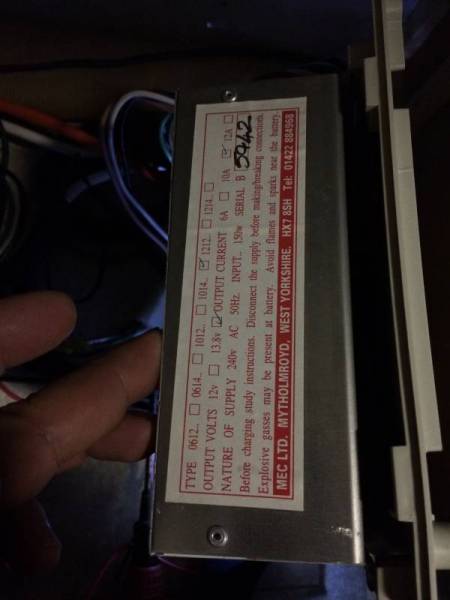 TYPE 0612.. ☐ 0614.. ☐ 1012.. ☐ 1014.. ☐ 1212.. ☑ 1214.. ☐
OUTPUT VOLTS 12v ☐ 13.8v ☑ OUTPUT CURRENT 6A ☐ 10A ☑ 12A ☐
NATURE OF SUPPLY 240v AC 50Hz. INPUT.. 150w SERIAL B 5942
Before charging study instructions. Disconnect the supply before making/breaking connections.
Explosive gasses may be present at battery. Avoid flames and sparks near the battery.
MEC LTD. MYTHOLMROYD, WEST YORKSHIRE. HX7 8SH Tel: 01422 884968